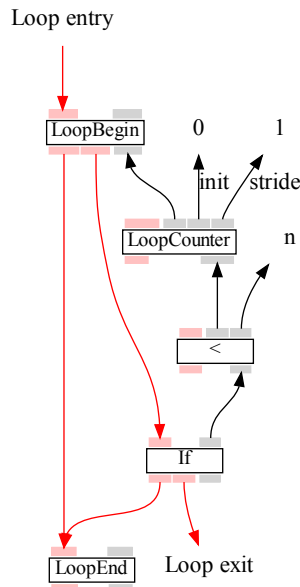 Loop entry
LoopBegin
0
1
init
stride
LoopCounter
n
<
If
LoopEnd
Loop exit